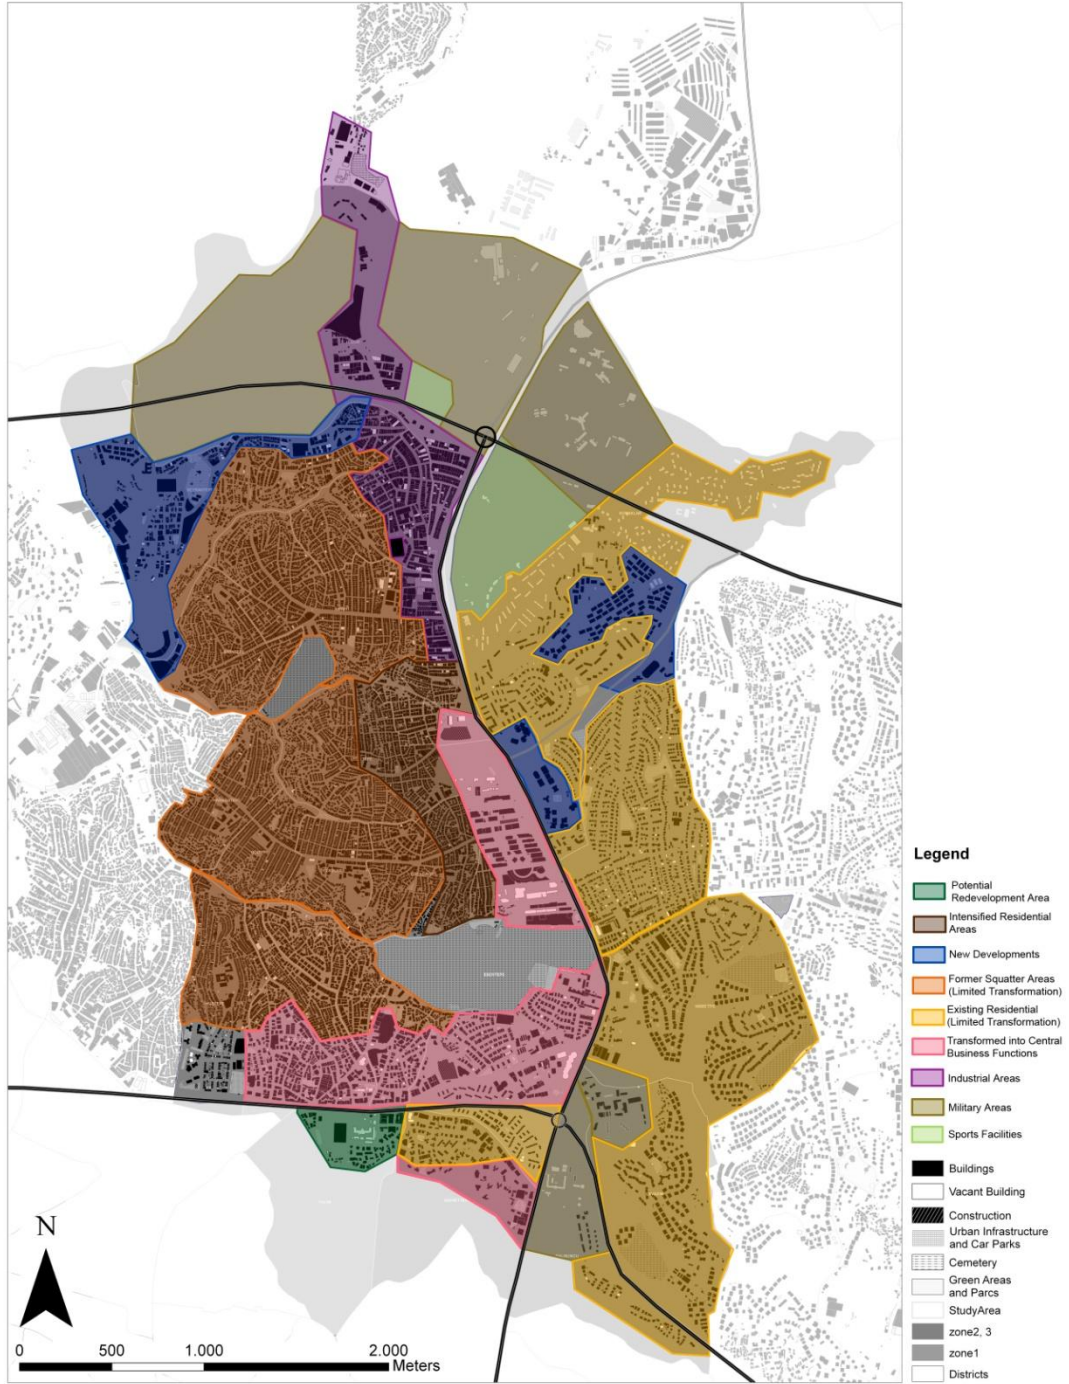 Legend
Potential
Redevelopment Area
Intensified Residential
Areas
New Developments
Former Squatter Areas
(Limited Transformation)
Existing Residential
(Limited Transformation)
Transformed into Central
Business Functions
Industrial Areas
Military Areas
Sports Facilities
Buildings
Vacant Building
Construction
Urban Infrastructure
and Car Parks
Cemetery
Green Areas
and Parcs
StudyArea
zone2, 3
zone1
Districts
N
0 500 1.000 2.000
Meters